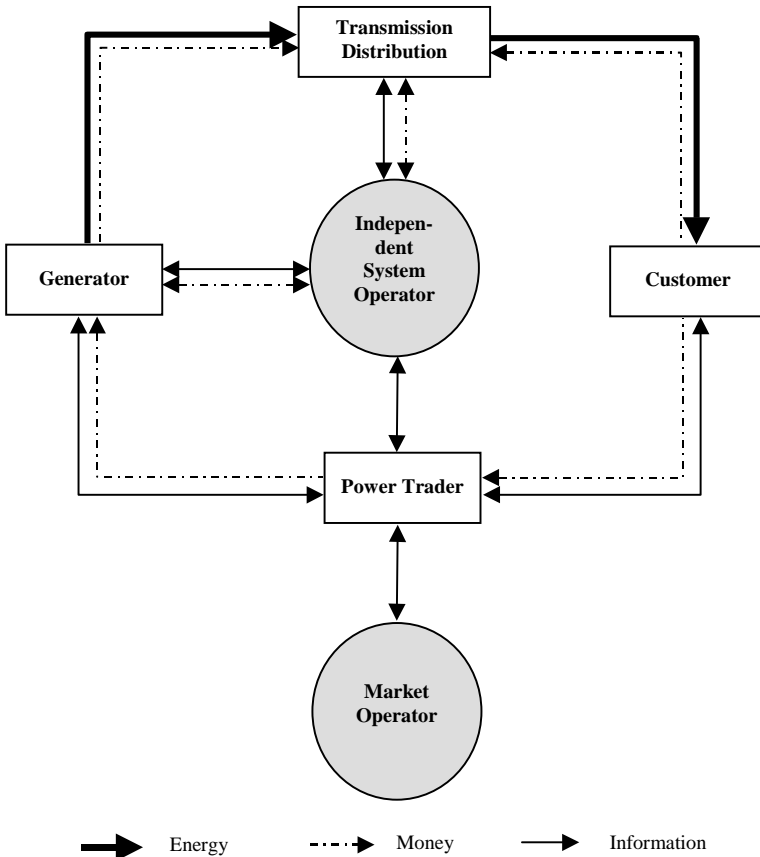 Transmission
Distribution
Indepen-
dent
System
Operator
Generator
Customer
Power Trader
Market
Operator
Energy
Money
Information